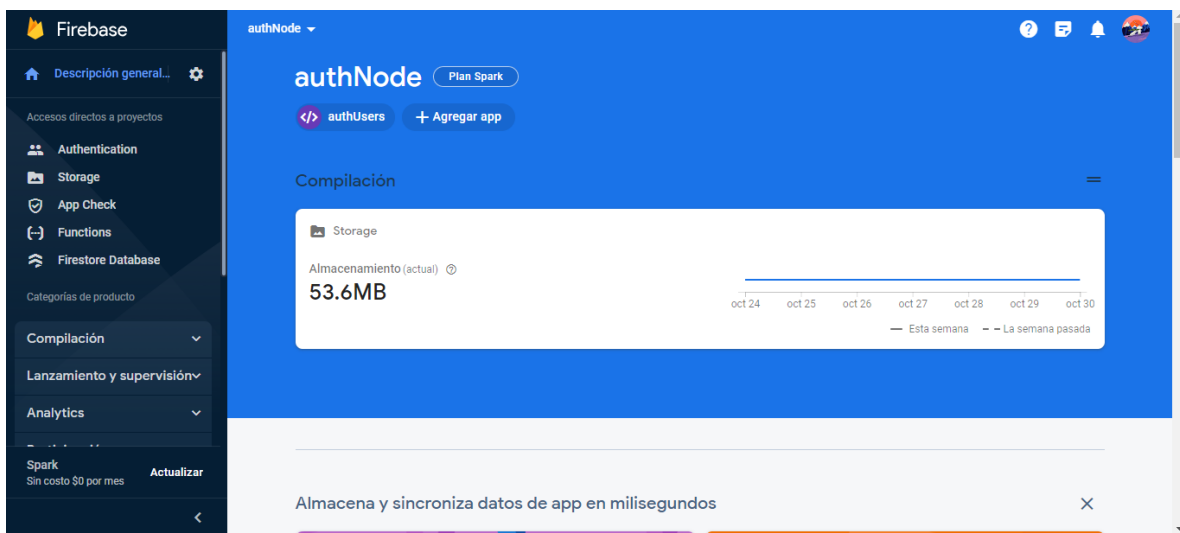 Firebase
authNode
Descripción general...
Accesos directos a proyectos
Authentication
Storage
App Check
Functions
Firestore Database
Categorías de producto
Compilación
Lanzamiento y supervisión
Analytics
Spark
Sin costo $0 por mes
Actualizar
authNode
Plan Spark
</> authUsers
+ Agregar app
Compilación
Storage
Almacenamiento (actual)
53.6MB
oct 24 oct 25 oct 26 oct 27 oct 28 oct 29 oct 30
Esta semana La semana pasada
Almacena y sincroniza datos de app en milisegundos